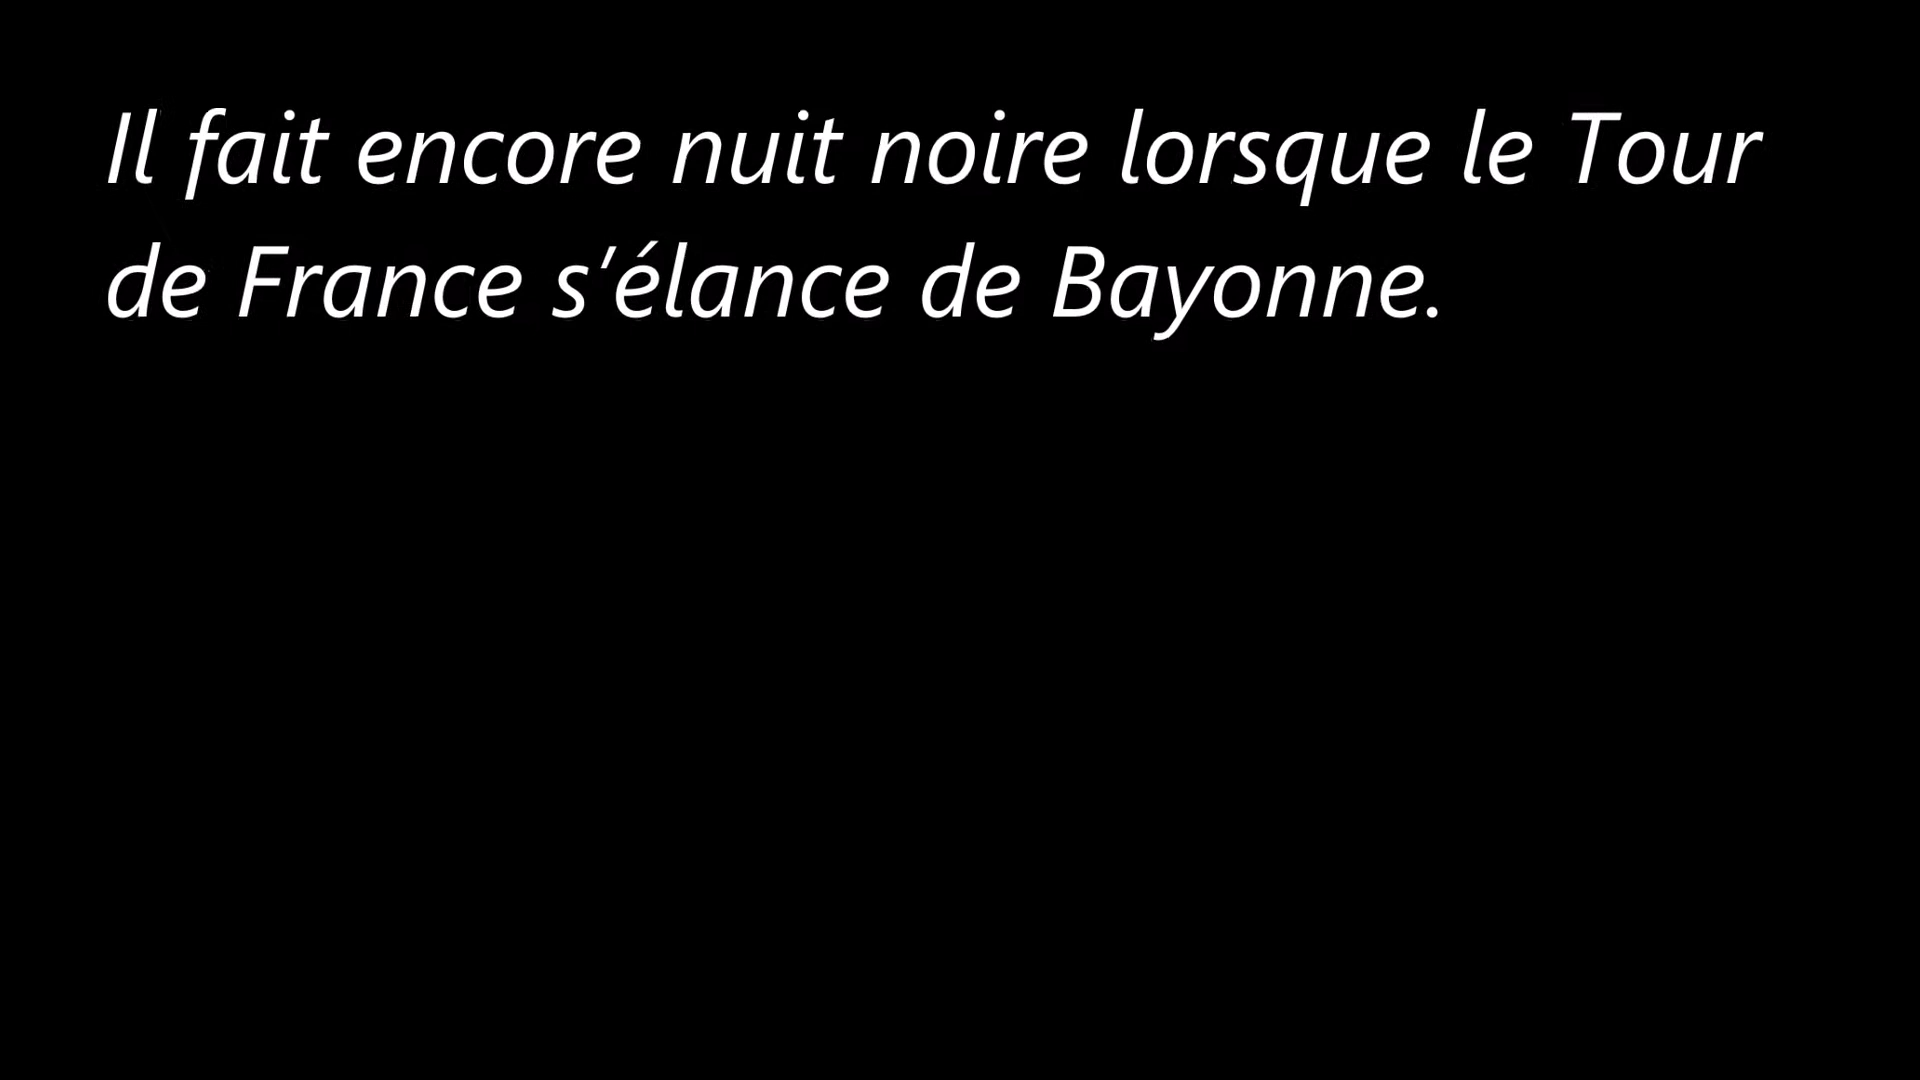 Il fait encore nuit noire lorsque le Tour
de France s’élance de Bayonne.